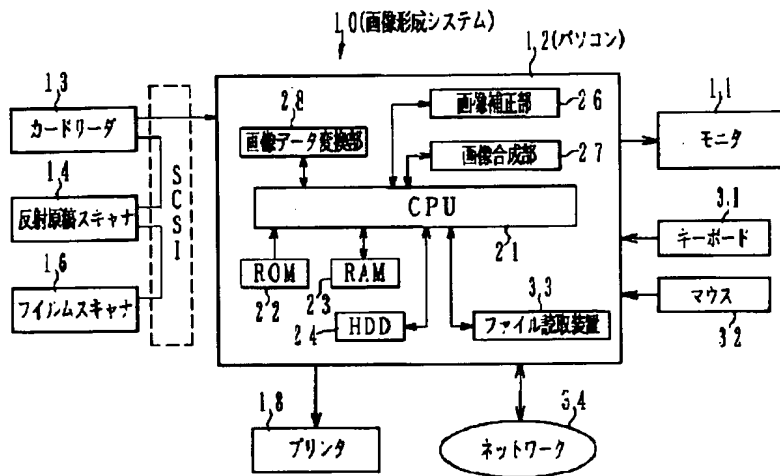 10(画像形成システム)
12(パソコン)
13
カードリーダ
14
反射原稿スキャナ
16
フイルムスキャナ
SCSI
28
画像データ変換部
画像補正部
26
画像合成部
27
CPU
21
ROM
22
RAM
23
24
HDD
33
ファイル読取装置
11
モニタ
31
キーボード
マウス
32
18
プリンタ
34
ネットワーク